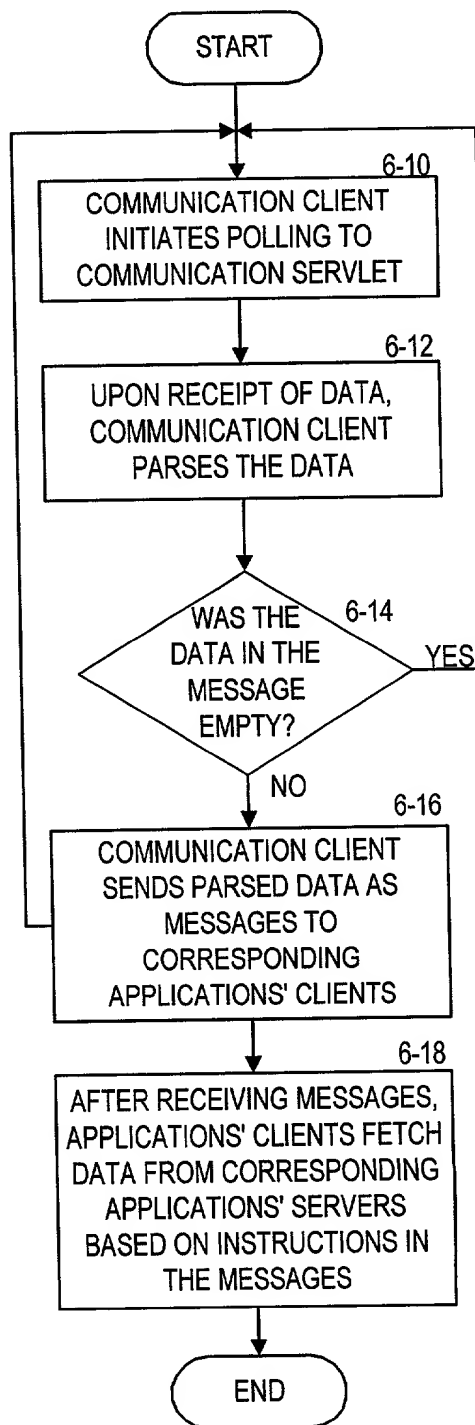 START
6-10
COMMUNICATION CLIENT
INITIATES POLLING TO
COMMUNICATION SERVLET
6-12
UPON RECEIPT OF DATA,
COMMUNICATION CLIENT
PARSES THE DATA
6-14
WAS THE
DATA IN THE
MESSAGE
EMPTY?
YES
NO
6-16
COMMUNICATION CLIENT
SENDS PARSED DATA AS
MESSAGES TO
CORRESPONDING
APPLICATIONS' CLIENTS
6-18
AFTER RECEIVING MESSAGES,
APPLICATIONS' CLIENTS FETCH
DATA FROM CORRESPONDING
APPLICATIONS' SERVERS
BASED ON INSTRUCTIONS IN
THE MESSAGES
END